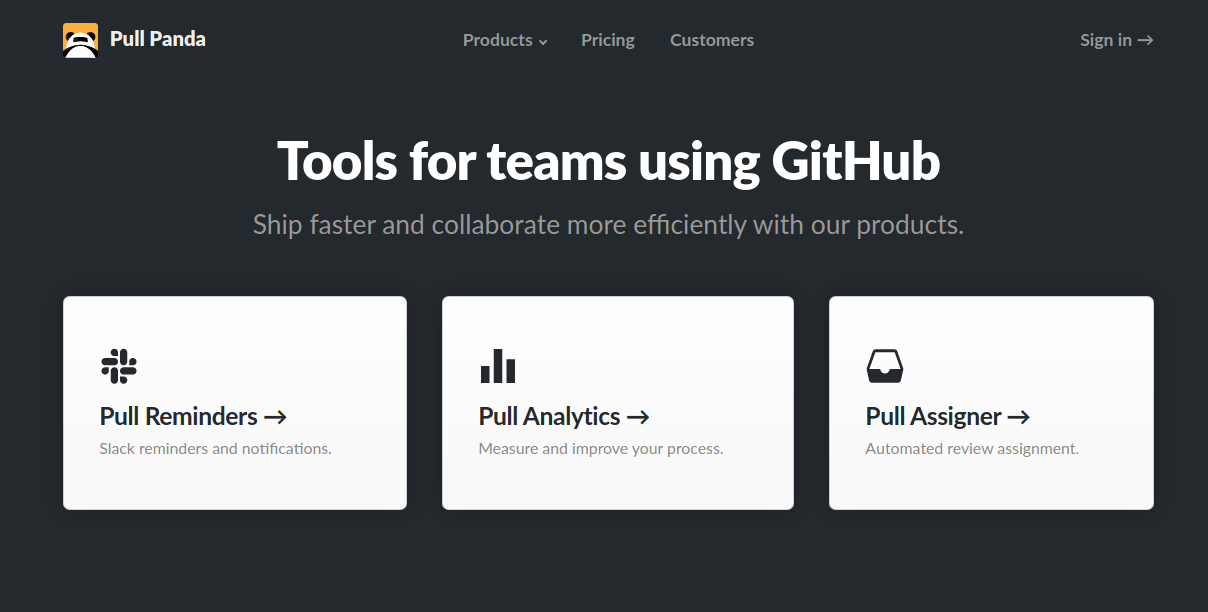 Pull Panda
Products
Pricing
Customers
Sign in →
Tools for teams using GitHub
Ship faster and collaborate more efficiently with our products.
Pull Reminders →
Slack reminders and notifications.
Pull Analytics →
Measure and improve your process.
Pull Assigner →
Automated review assignment.